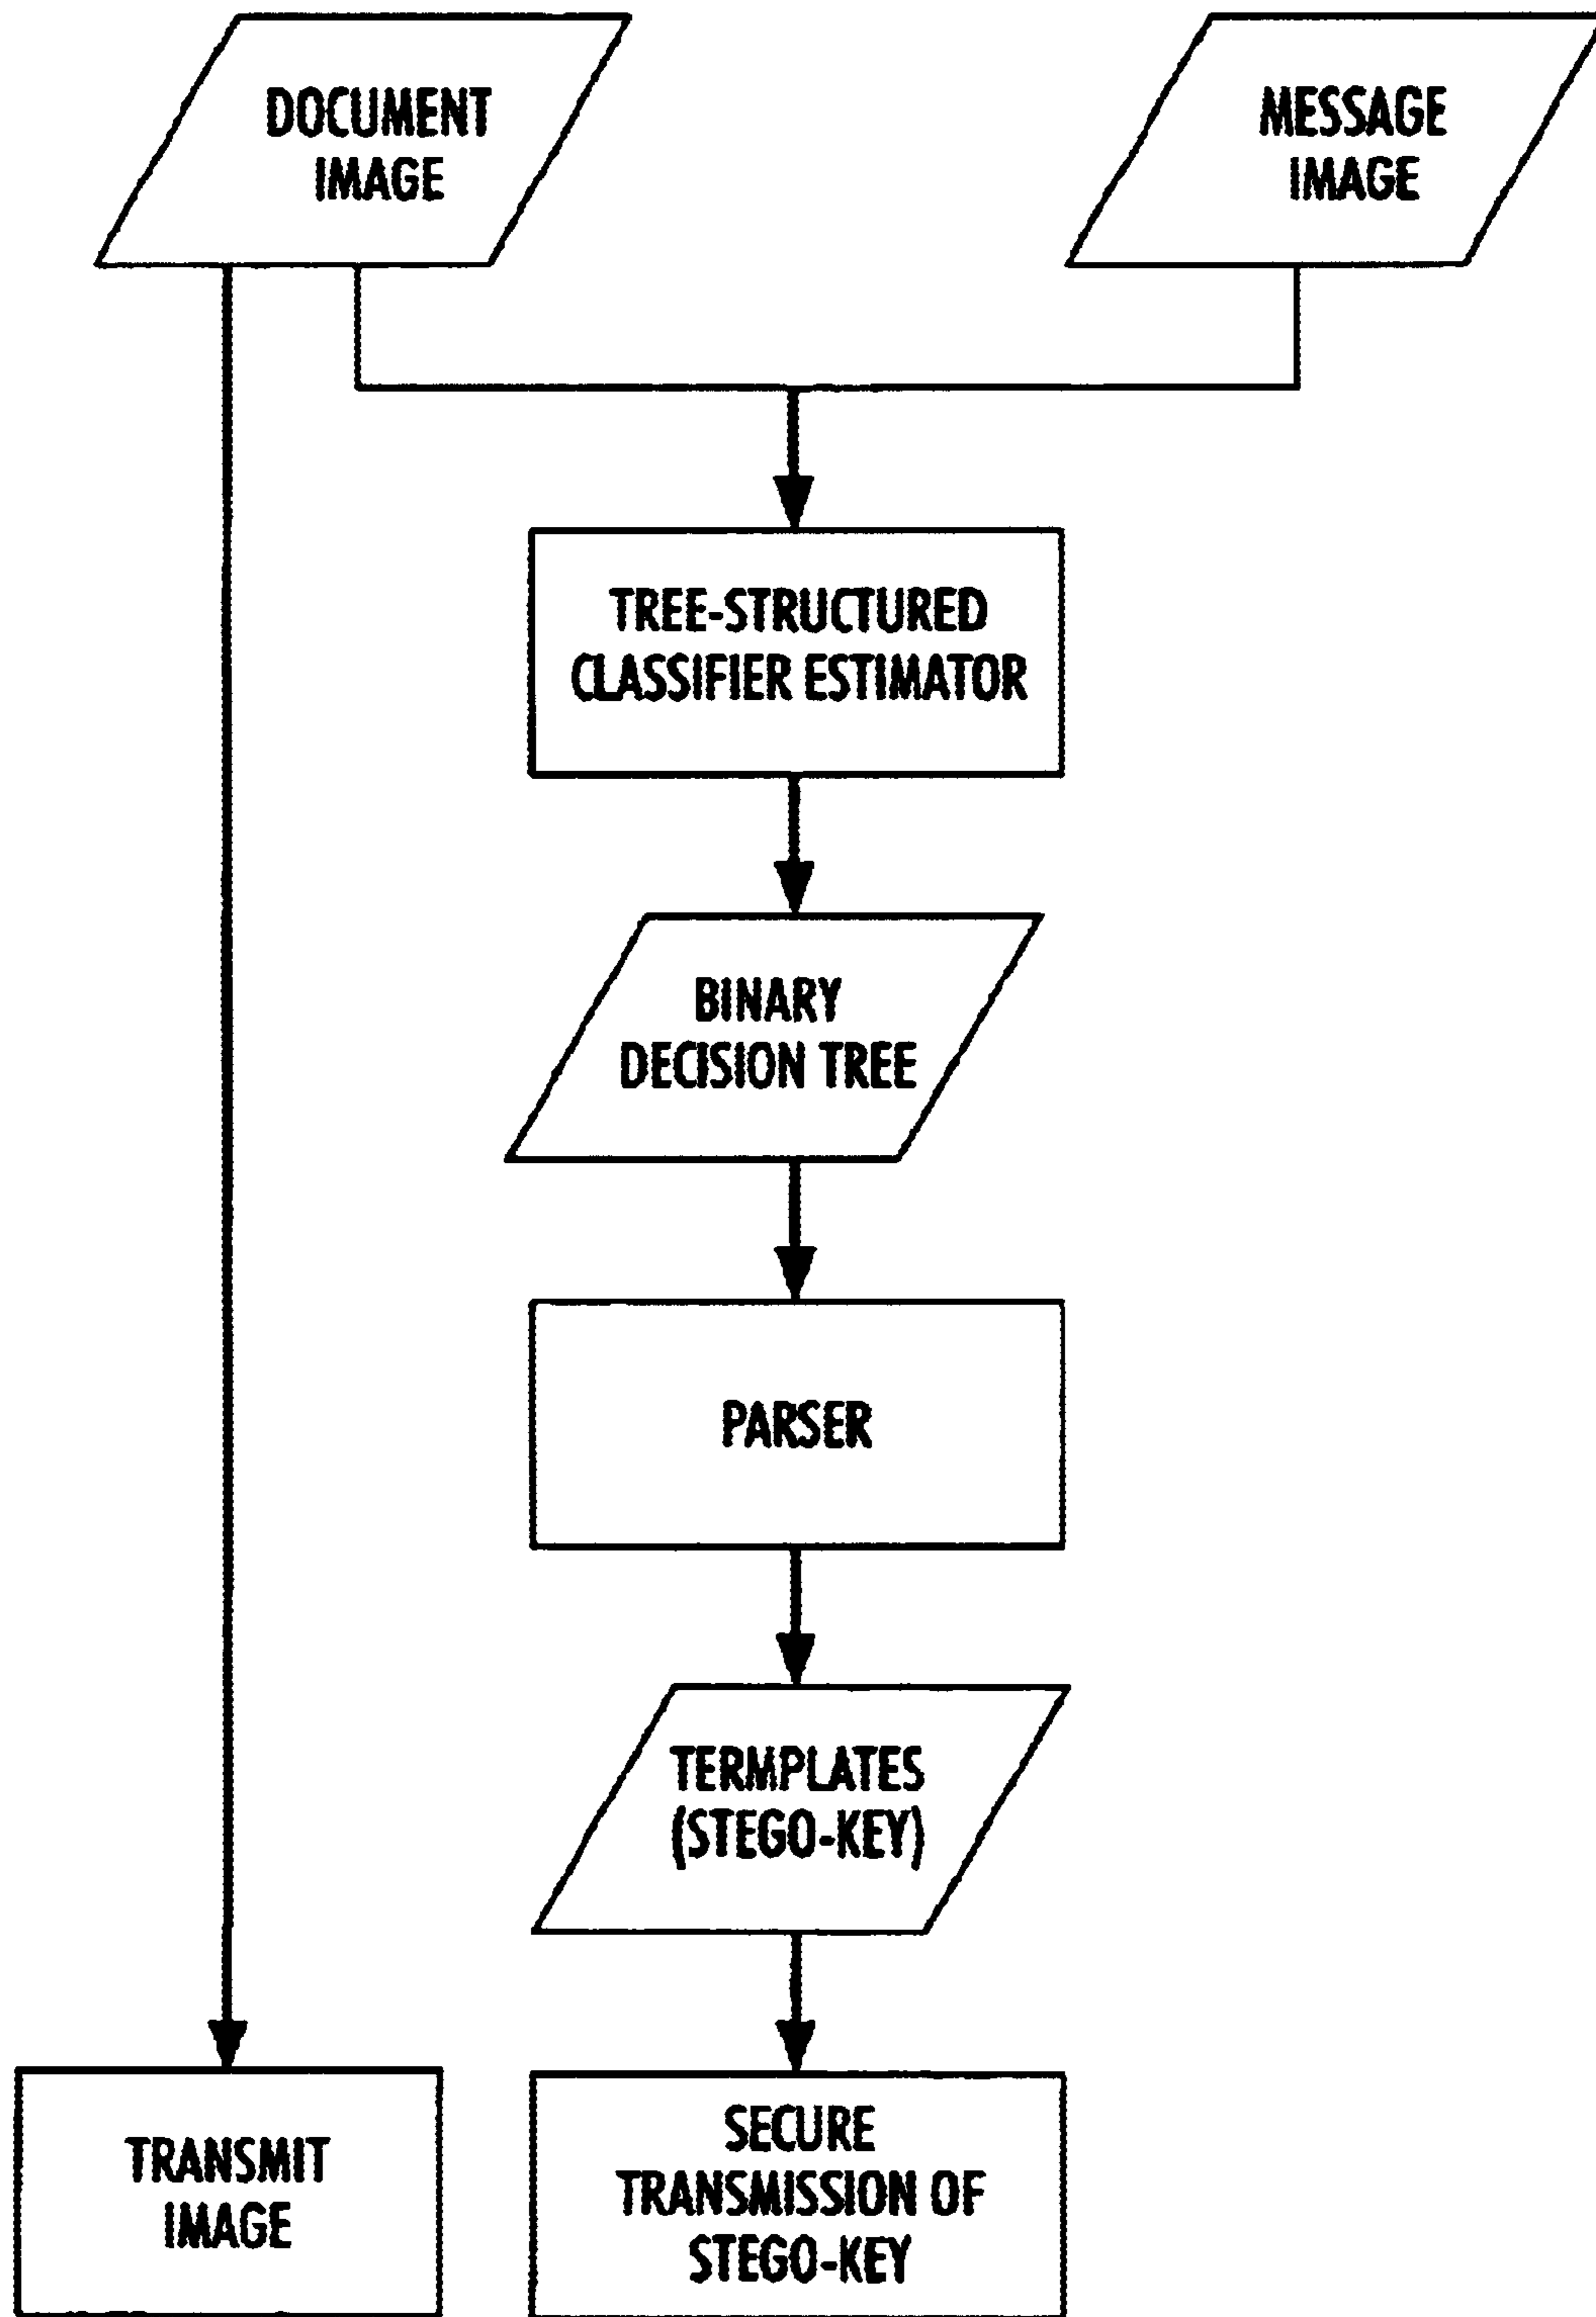 DOCUMENT
IMAGE
MESSAGE
IMAGE
TREE-STRUCTURED
CLASSIFIER ESTIMATOR
BINARY
DECISION TREE
PARSER
TERMPLATES
(STEGO-KEY)
TRANSMIT
IMAGE
SECURE
TRANSMISSION OF
STEGO-KEY